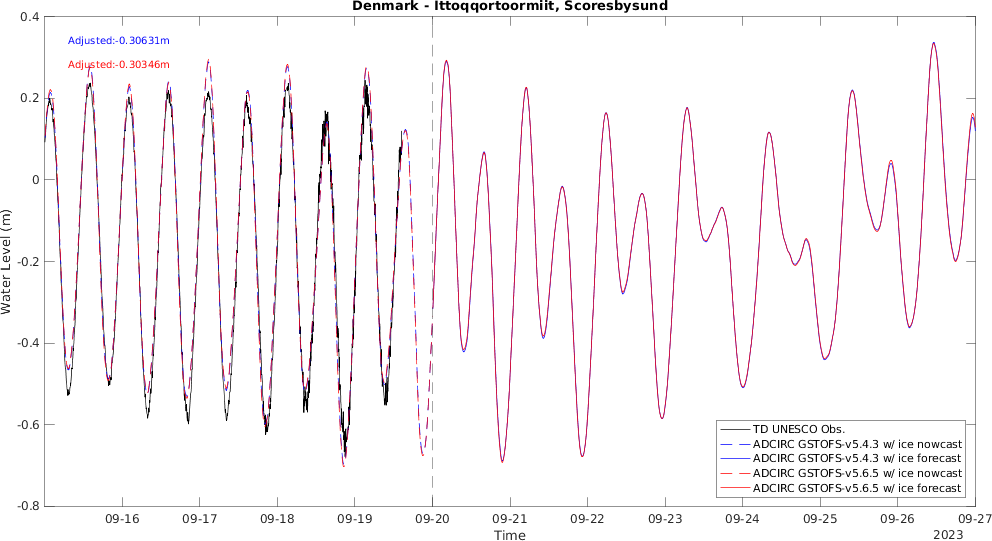 Denmark - Ittoqqortoormiit, Scoresbysund
0.4
Adjusted:-0.30631m
Adjusted:-0.30346m
0.2
0
-0.2
-0.4
-0.6
-0.8
Water Level (m)
TD UNESCO Obs.
ADCIRC GSTOFS-v5.4.3 w/ ice nowcast
ADCIRC GSTOFS-v5.4.3 w/ ice forecast
ADCIRC GSTOFS-v5.6.5 w/ ice nowcast
ADCIRC GSTOFS-v5.6.5 w/ ice forecast
09-16 09-17 09-18 09-19 09-20 09-21 09-22 09-23 09-24 09-25 09-26 09-27
Time
2023